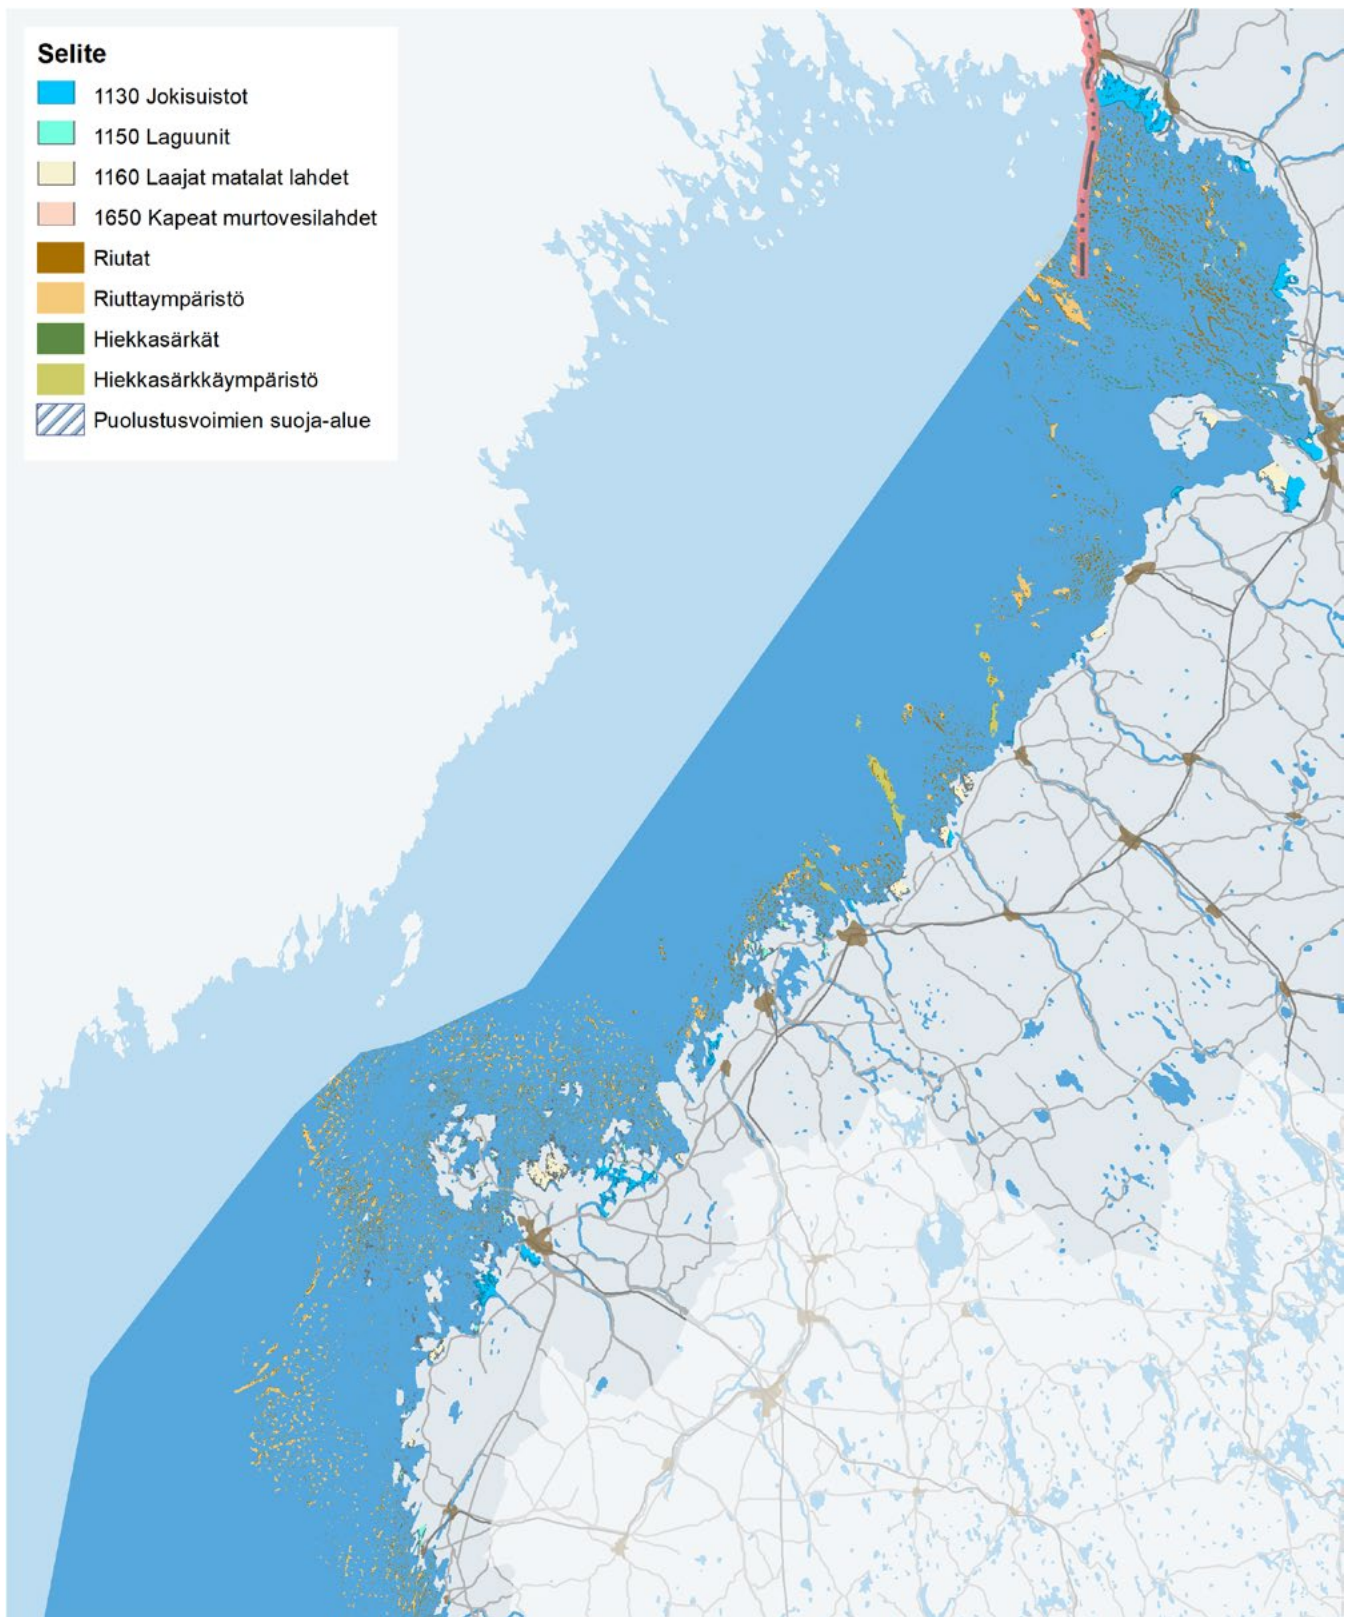 Selite
1130 Jokisuistot
1150 Laguunit
1160 Laajat matalat lahdet
1650 Kapeat murtovesilahdet
Riutat
Riuttaympäristö
Hiekkasärkät
Hiekkasärkkäympäristö
Puolustusvoimien suoja-alue